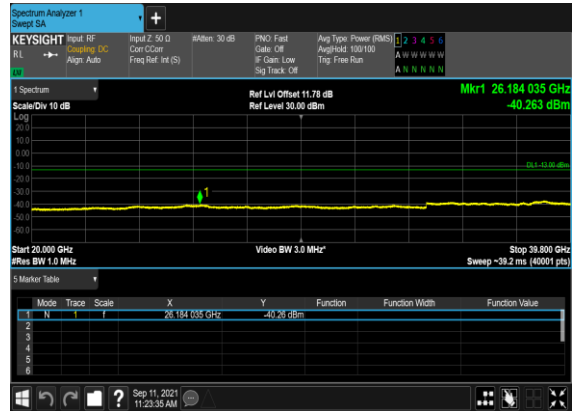 Spectrum Analyzer 1
Swept SA
+
KEYSIGHT Input: RF Input Z: 50 Ω #Atten: 30 dB PNO: Fast Avg Type: Power (RMS) 1 2 3 4 5 6
RL Coupling: DC Corr CCorr Gate: Off Avg|Hold: 100/100 A W W W W W
Align: Auto Freq Ref: Int (S) IF Gain: Low Trig: Free Run
Sig Track: Off A N N N N N
1 Spectrum Ref Lvl Offset 11.78 dB Mkr1 26.184 035 GHz
Scale/Div 10 dB Ref Level 30.00 dBm -40.263 dBm
Log
20.0
10.0
0.00
-10.0 DL1 -13.00 dBm
-20.0
-30.0
1
-40.0
-50.0
-60.0
Start 20.000 GHz Video BW 3.0 MHz* Stop 39.800 GHz
#Res BW 1.0 MHz Sweep ~39.2 ms (40001 pts)
5 Marker Table
Mode Trace Scale X Y Function Function Width Function Value
1 N 1 f 26.184 035 GHz -40.26 dBm
2
3
4
5
6
? Sep 11, 2021
11:23:35 AM